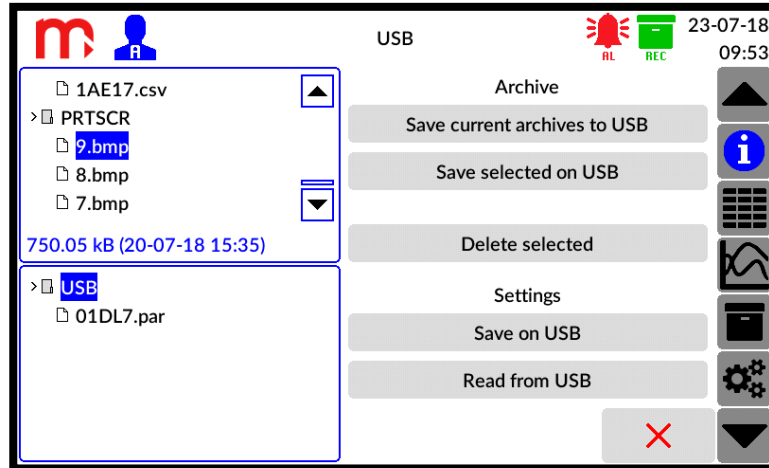 A
USB
AL
REC
23-07-18
09:53
1AE17.csv
PRTSCR
9.bmp
8.bmp
7.bmp
750.05 kB (20-07-18 15:35)
USB
01DL7.par
Archive
Save current archives to USB
Save selected on USB
Delete selected
Settings
Save on USB
Read from USB